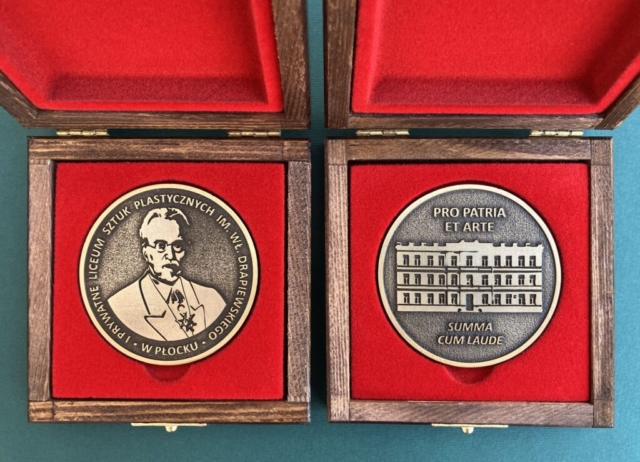 I PRYWATNE LICEUM SZTUK PLASTYCZNYCH IM. WŁ. DRAPIEWSKIEGO
• W PŁOCKU •
PRO PATRIA
ET ARTE
SUMMA
CUM LAUDE